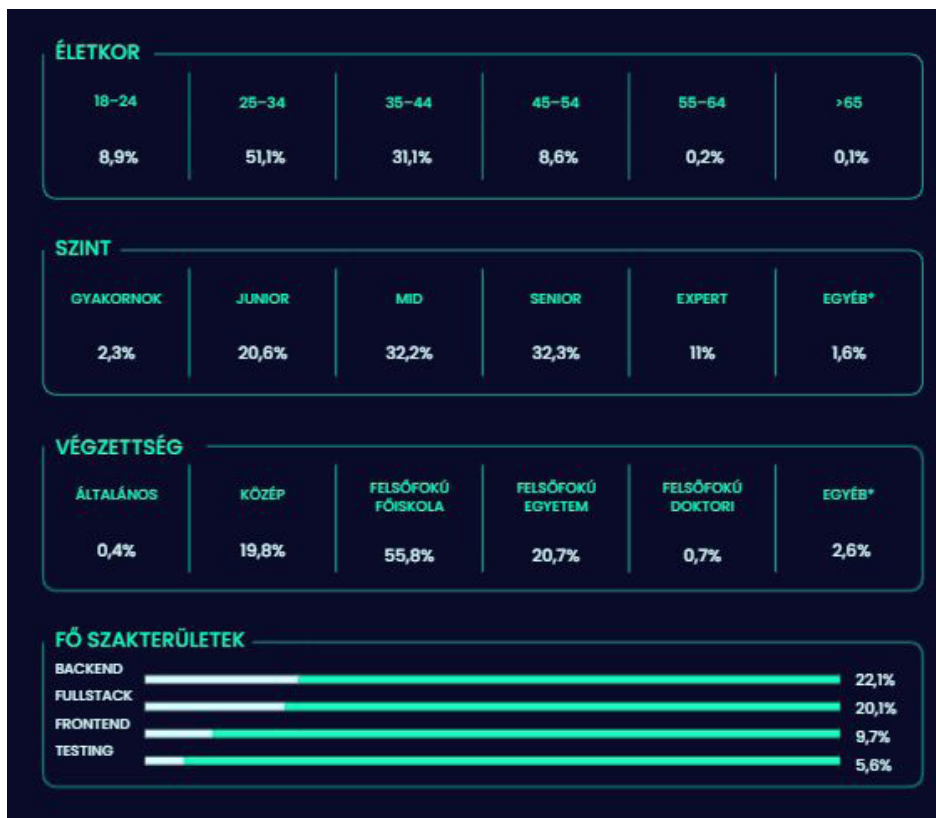 ÉLETKOR
18–24 25–34 35–44 45–54 55–64 >65
8,9% 51,1% 31,1% 8,6% 0,2% 0,1%
SZINT
GYAKORNOK JUNIOR MID SENIOR EXPERT EGYÉB*
2,3% 20,6% 32,2% 32,3% 11% 1,6%
VÉGZETTSÉG
ÁLTALÁNOS KÖZÉP FELSŐFOKÚ FŐISKOLA FELSŐFOKÚ EGYETEM FELSŐFOKÚ DOKTORI EGYÉB*
0,4% 19,8% 55,8% 20,7% 0,7% 2,6%
FŐ SZAKTERÜLETEK
BACKEND 22,1%
FULLSTACK 20,1%
FRONTEND 9,7%
TESTING 5,6%